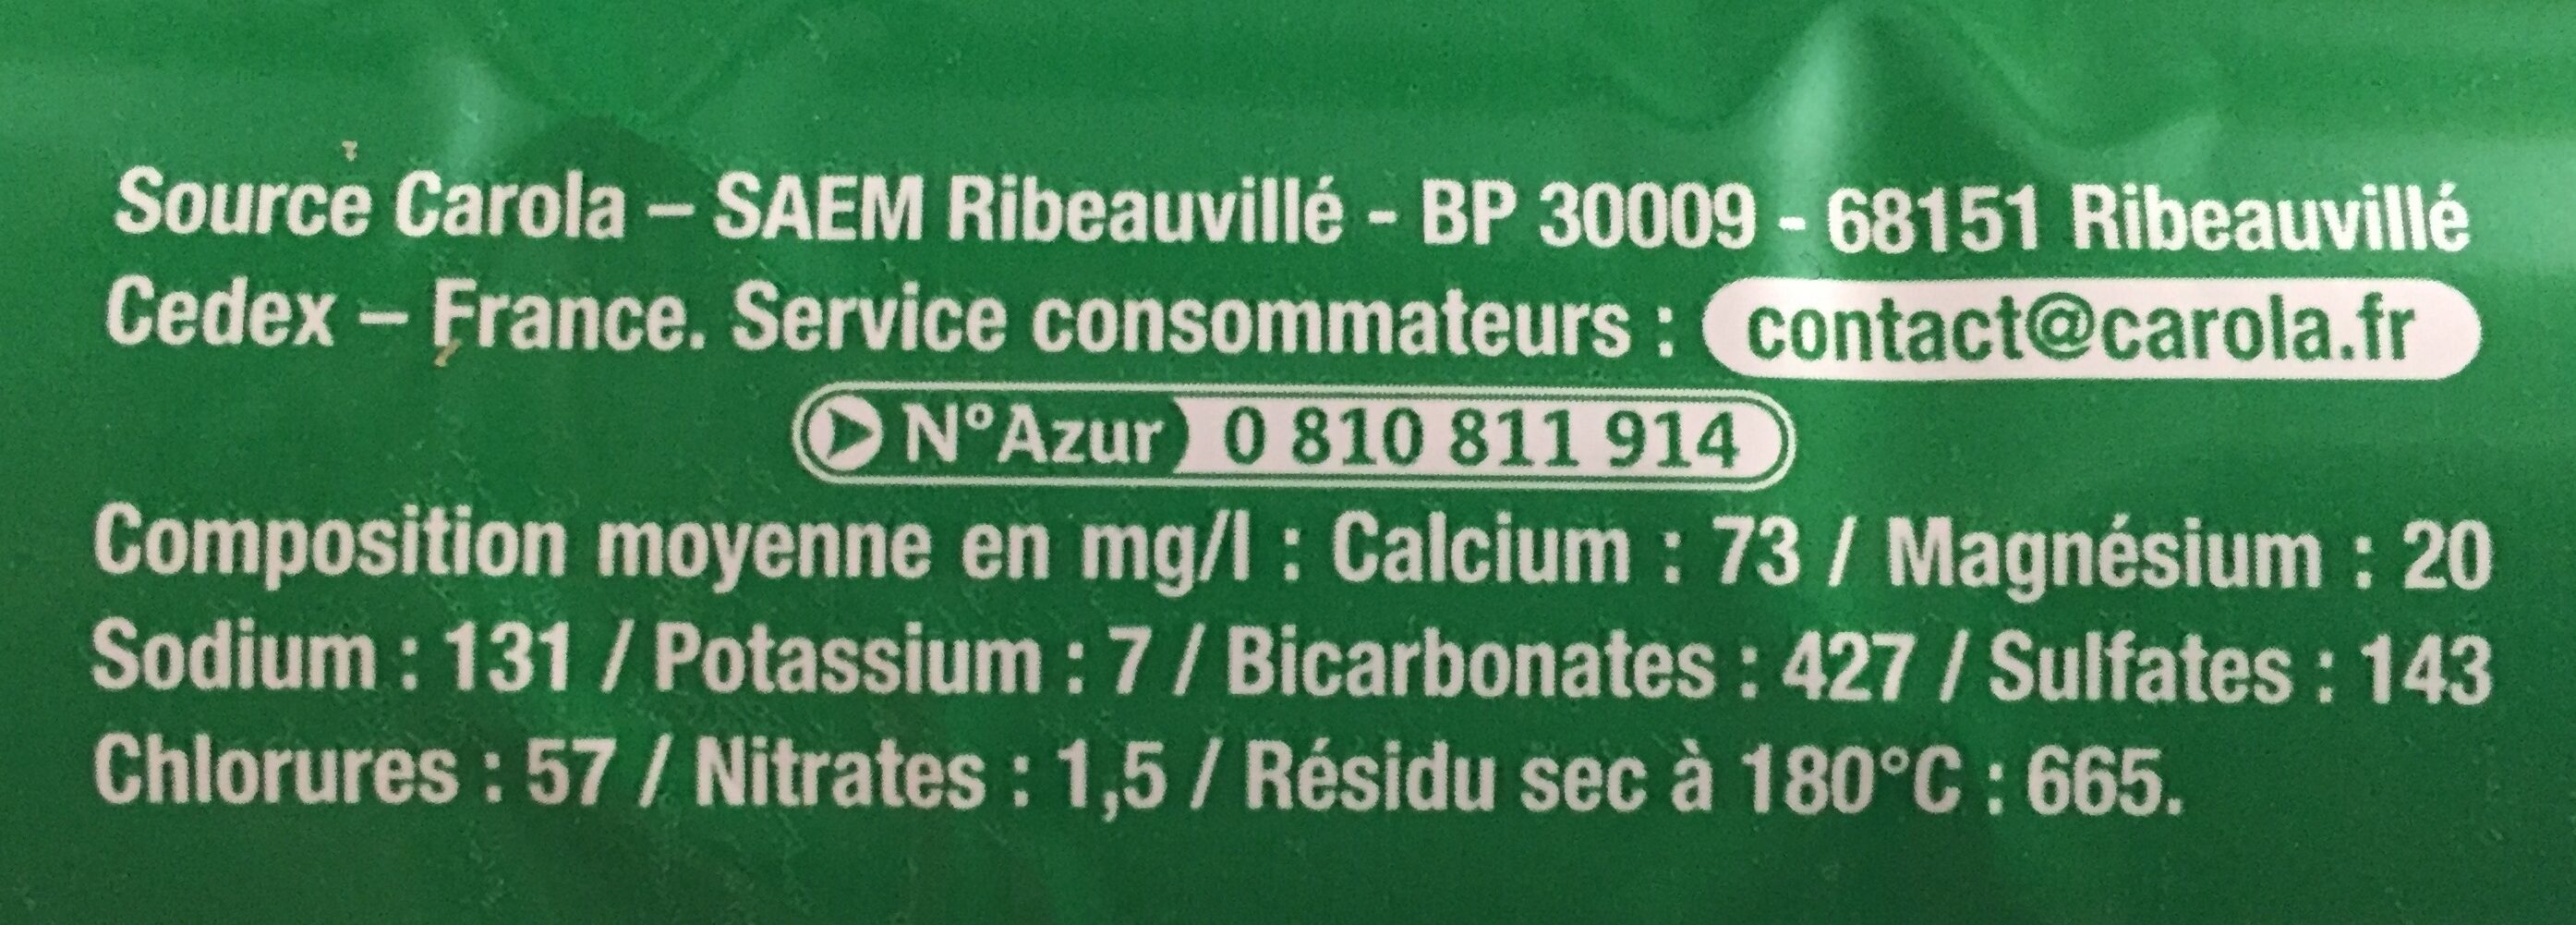 Source Carola – SAEM Ribeauvillé - BP 30009 - 68151 Ribeauvillé
Cedex – France. Service consommateurs : contact@carola.fr
N°Azur 0 810 811 914
Composition moyenne en mg/l : Calcium : 73 / Magnésium : 20
Sodium : 131 / Potassium : 7 / Bicarbonates : 427 / Sulfates : 143
Chlorures : 57 / Nitrates : 1,5 / Résidu sec à 180°C : 665.